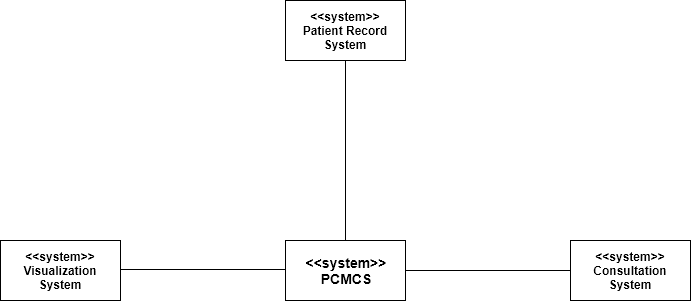 <<system>>
Patient Record
System
<<system>>
Visualization
System
<<system>>
PCMCS
<<system>>
Consultation
System